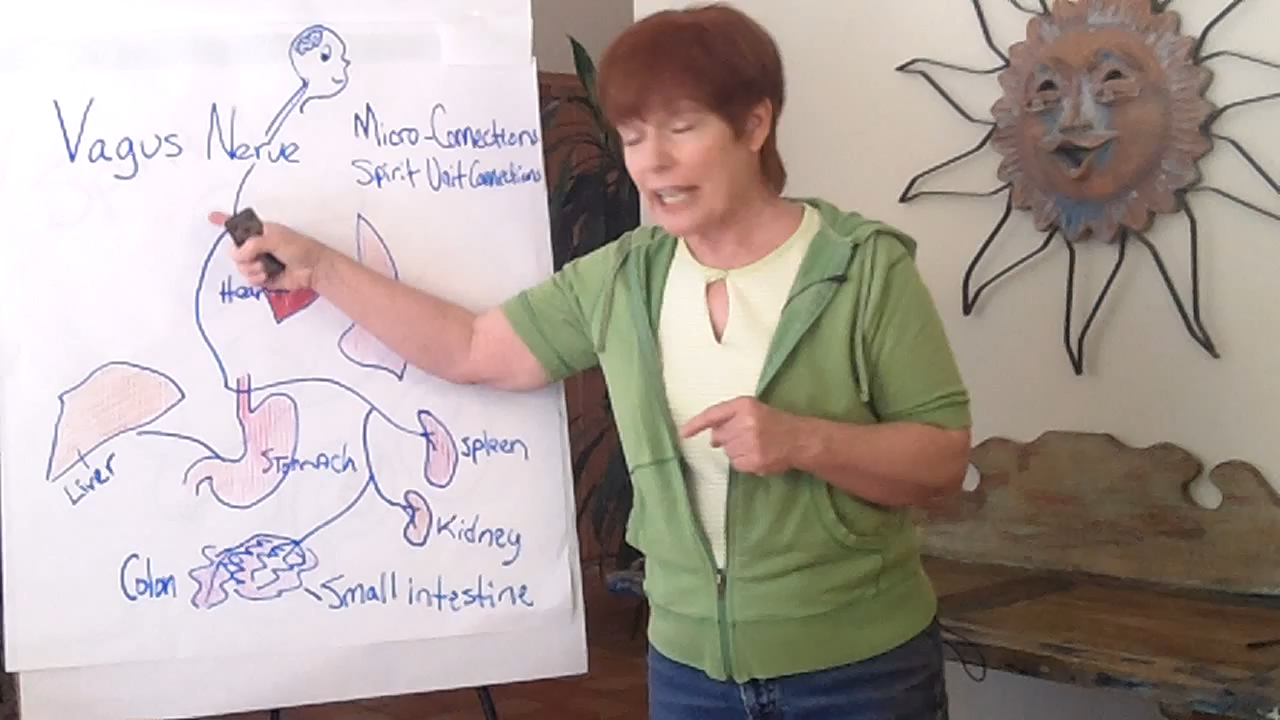 Vagus Nerve
Micro-Connections
Spirit Unit Connections
Liver
Stomach
Spleen
Kidney
Colon
Small intestine